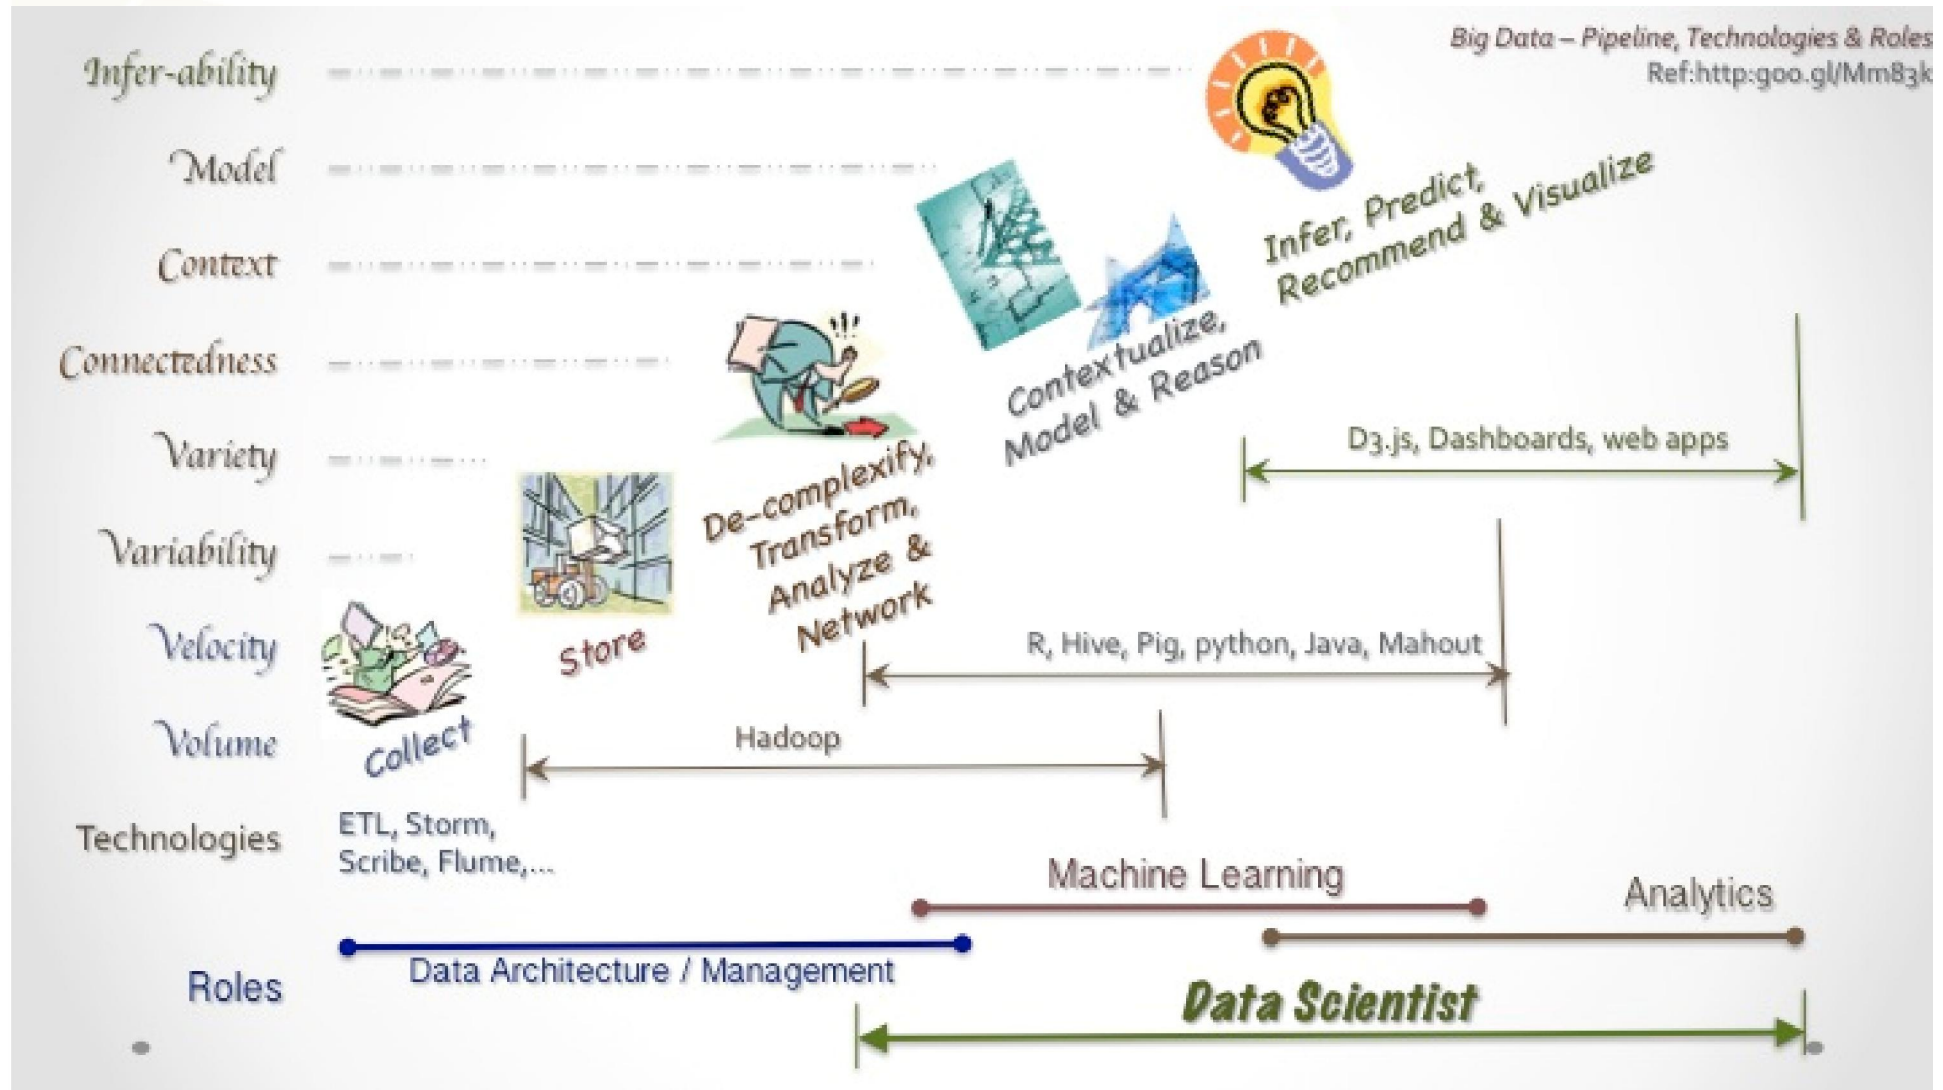 Big Data – Pipeline, Technologies & Roles
Ref:http:goo.gl/Mm83k
Infer-ability
Model
Context
Connectedness
Variety
Variability
Velocity
Volume
Technologies
Roles
Collect
Store
De-complexify,
Transform,
Analyze &
Network
Contextualize,
Model & Reason
Infer, Predict,
Recommend & Visualize
D3.js, Dashboards, web apps
R, Hive, Pig, python, Java, Mahout
Hadoop
ETL, Storm,
Scribe, Flume,...
Machine Learning
Analytics
Data Architecture / Management
Data Scientist